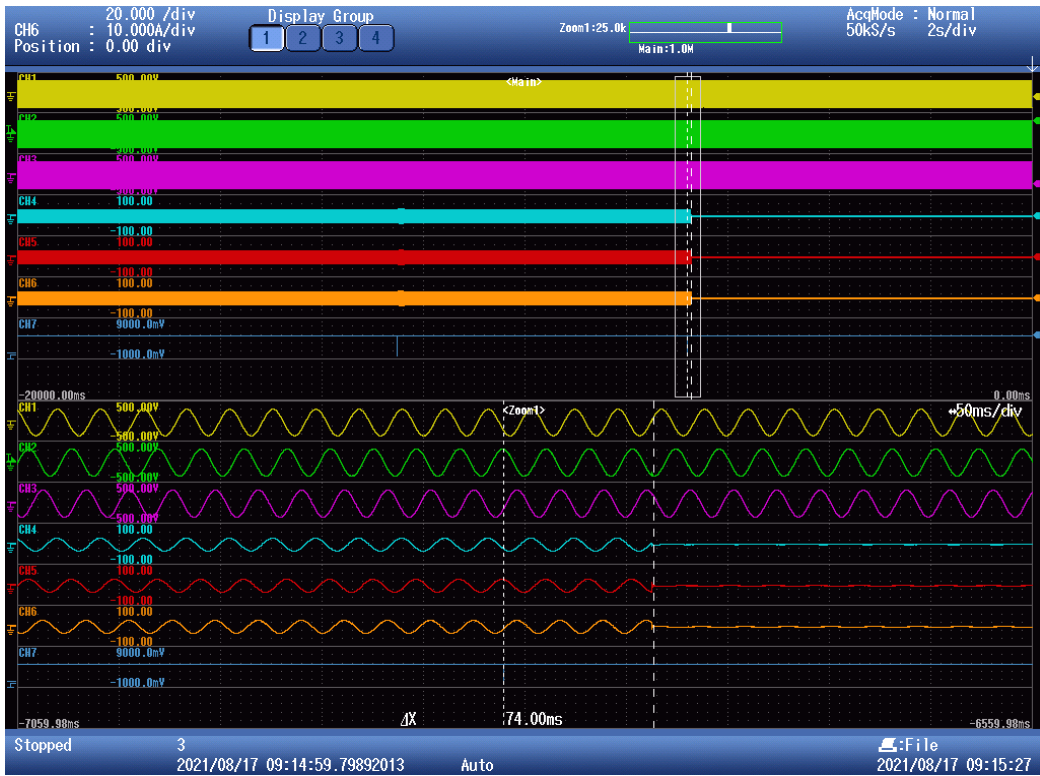 20.000 /div
CH6 : 10.000A/div
Position : 0.00 div
Display Group
1 2 3 4
Zoom1:25.0k
Main:1.0M
AcqMode : Normal
50kS/s 2s/div
<Main>
CH1 500.00V
-500.00V
CH2 500.00V
-500.00V
CH3 500.00V
-500.00V
CH4 100.00
-100.00
CH5 100.00
-100.00
CH6 100.00
-100.00
CH7 9000.0mV
-1000.0mV
-20000.00ms 0.00ms
<Zoom1>
50ms/div
CH1 500.00V
-500.00V
CH2 500.00V
-500.00V
CH3 500.00V
-500.00V
CH4 100.00
-100.00
CH5 100.00
-100.00
CH6 100.00
-100.00
CH7 9000.0mV
-1000.0mV
ΔX 74.00ms
-7059.98ms -6559.98ms
Stopped 3
2021/08/17 09:14:59.79892013 Auto
:File
2021/08/17 09:15:27